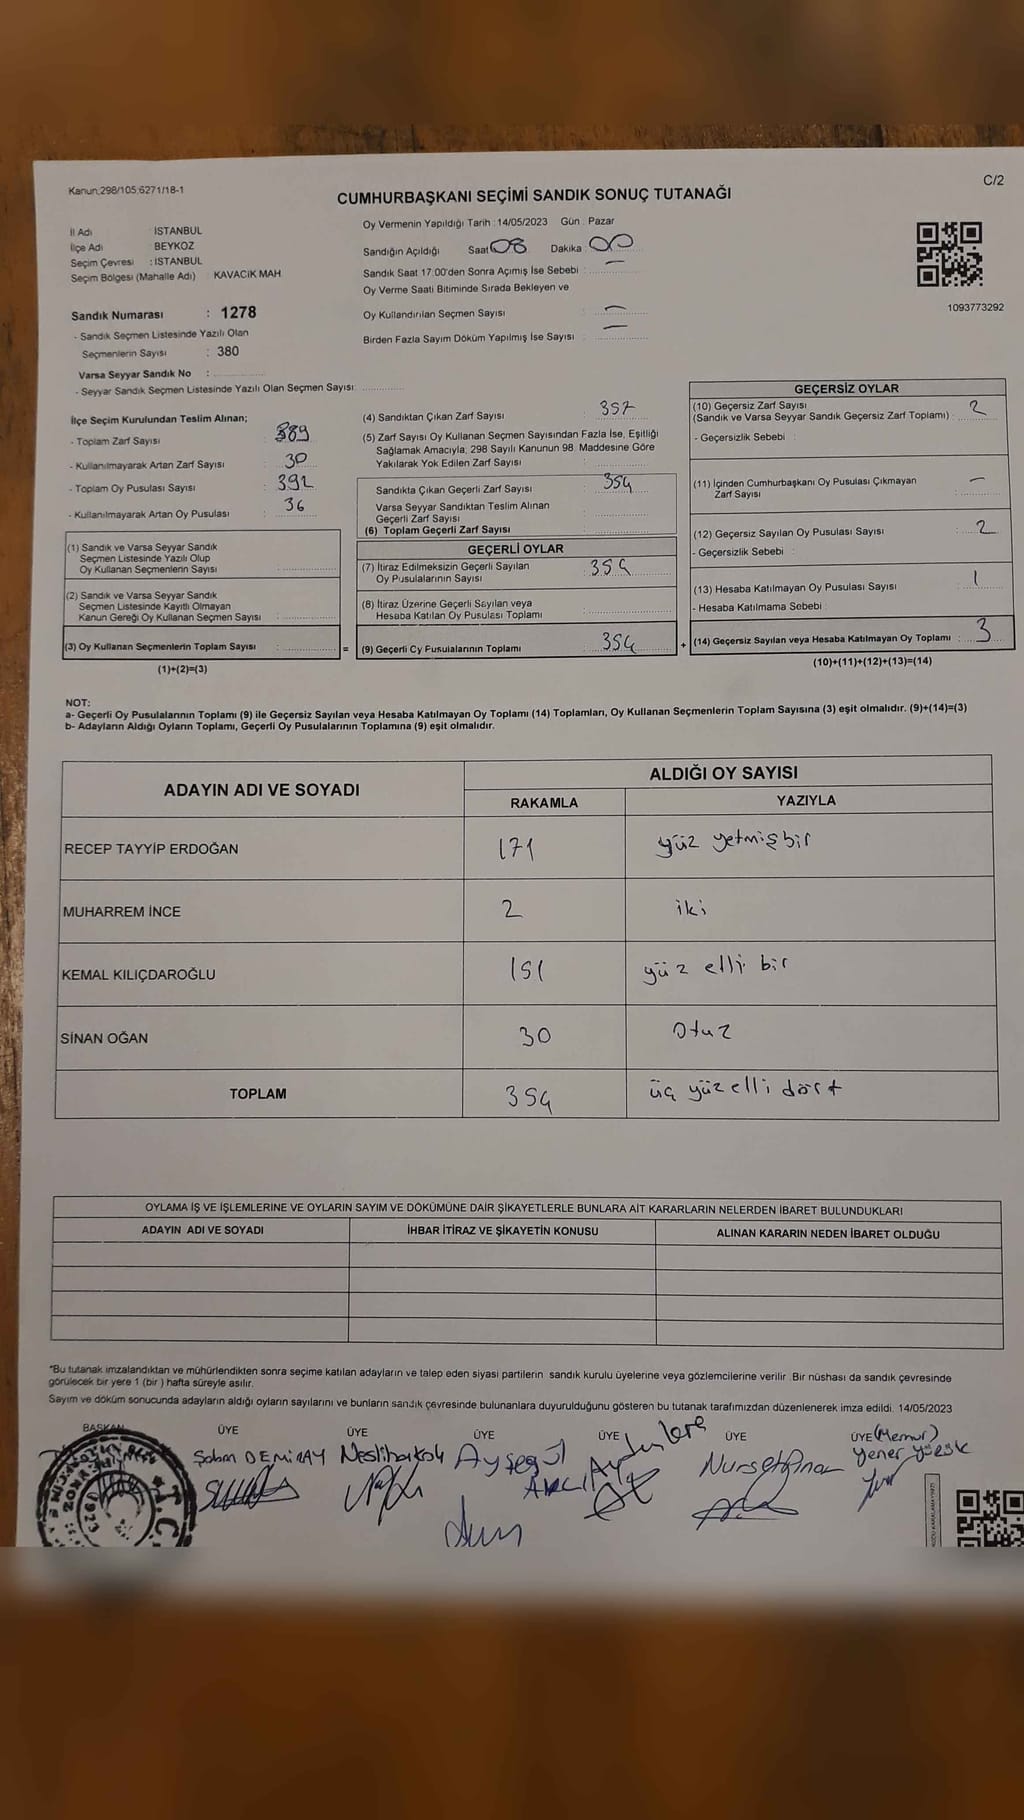 Kanun;298/105;6271/18-1
C/2
CUMHURBAŞKANI SEÇİMİ SANDIK SONUÇ TUTANAĞI
İl Adı : İSTANBUL
İlçe Adı : BEYKOZ
Seçim Çevresi : İSTANBUL
Seçim Bölgesi (Mahalle Adı) : KAVACIK MAH
Oy Vermenin Yapıldığı Tarih : 14/05/2023 Gün : Pazar
Sandığın Açıldığı Saat 08 Dakika : 00
Sandık Saat 17:00'den Sonra Açımış İse Sebebi : —
Oy Verme Saati Bitiminde Sırada Bekleyen ve
Oy Kullandırılan Seçmen Sayısı : —
Birden Fazla Sayım Döküm Yapılmış İse Sayısı : —
1093773292
Sandık Numarası : 1278
- Sandık Seçmen Listesinde Yazılı Olan
Seçmenlerin Sayısı : 380
Varsa Seyyar Sandık No :
- Seyyar Sandık Seçmen Listesinde Yazılı Olan Seçmen Sayısı:
İlçe Seçim Kurulundan Teslim Alınan;
- Toplam Zarf Sayısı : 389
- Kullanılmayarak Artan Zarf Sayısı : 30
- Toplam Oy Pusulası Sayısı : 392
- Kullanılmayarak Artan Oy Pusulası : 36
(1) Sandık ve Varsa Seyyar Sandık
Seçmen Listesinde Yazılı Olup
Oy Kullanan Seçmenlerin Sayısı
(2) Sandık ve Varsa Seyyar Sandık
Seçmen Listesinde Kayıtlı Olmayan
Kanun Gereği Oy Kullanan Seçmen Sayısı :
(3) Oy Kullanan Seçmenlerin Toplam Sayısı : =
(1)+(2)=(3)
(4) Sandıktan Çıkan Zarf Sayısı : 357
(5) Zarf Sayısı Oy Kullanan Seçmen Sayısından Fazla İse, Eşitliği
Sağlamak Amacıyla; 298 Sayılı Kanunun 98. Maddesine Göre
Yakılarak Yok Edilen Zarf Sayısı
Sandıkta Çıkan Geçerli Zarf Sayısı : 354
Varsa Seyyar Sandıktan Teslim Alınan
Geçerli Zarf Sayısı
(6) Toplam Geçerli Zarf Sayısı :
GEÇERLİ OYLAR
(7) İtiraz Edilmeksizin Geçerli Sayılan
Oy Pusulalarının Sayısı : 354
(8) İtiraz Üzerine Geçerli Sayılan veya
Hesaba Katılan Oy Pusulası Toplamı
(9) Geçerli Oy Pusulalarının Toplamı : 354 +
GEÇERSİZ OYLAR
(10) Geçersiz Zarf Sayısı
(Sandık ve Varsa Seyyar Sandık Geçersiz Zarf Toplamı) : 2
- Geçersizlik Sebebi :
(11) İçinden Cumhurbaşkanı Oy Pusulası Çıkmayan
Zarf Sayısı : —
(12) Geçersiz Sayılan Oy Pusulası Sayısı : 2
- Geçersizlik Sebebi :
(13) Hesaba Katılmayan Oy Pusulası Sayısı : 1
- Hesaba Katılmama Sebebi :
(14) Geçersiz Sayılan veya Hesaba Katılmayan Oy Toplamı : 3
(10)+(11)+(12)+(13)=(14)
NOT:
a- Geçerli Oy Pusulalarının Toplamı (9) ile Geçersiz Sayılan veya Hesaba Katılmayan Oy Toplamı (14) Toplamları, Oy Kullanan Seçmenlerin Toplam Sayısına (3) eşit olmalıdır. (9)+(14)=(3)
b- Adayların Aldığı Oyların Toplamı, Geçerli Oy Pusulalarının Toplamına (9) eşit olmalıdır.
ADAYIN ADI VE SOYADI ALDIĞI OY SAYISI
RAKAMLA YAZIYLA
RECEP TAYYİP ERDOĞAN 171 yüz yetmişbir
MUHARREM İNCE 2 iki
KEMAL KILIÇDAROĞLU 151 yüz elli bir
SİNAN OĞAN 30 Otuz
TOPLAM 354 üç yüz elli dört
OYLAMA İŞ VE İŞLEMLERİNE VE OYLARIN SAYIM VE DÖKÜMÜNE DAİR ŞİKAYETLERLE BUNLARA AİT KARARLARIN NELERDEN İBARET BULUNDUKLARI
ADAYIN ADI VE SOYADI İHBAR İTİRAZ VE ŞİKAYETİN KONUSU ALINAN KARARIN NEDEN İBARET OLDUĞU
"Bu tutanak imzalandıktan ve mühürlendikten sonra seçime katılan adayların ve talep eden siyasi partilerin sandık kurulu üyelerine veya gözlemcilerine verilir .Bir nüshası da sandık çevresinde
görülecek bir yere 1 (bir ) hafta süreyle asılır.
Sayım ve döküm sonucunda adayların aldığı oyların sayılarını ve bunların sandık çevresinde bulunanlara duyurulduğunu gösteren bu tutanak tarafımızdan düzenlenerek imza edildi. 14/05/2023
BAŞKAN ÜYE ÜYE ÜYE ÜYE ÜYE ÜYE (Memur)
Şaban DEMİRAY Neslihan Ayşegül AVCI Yener